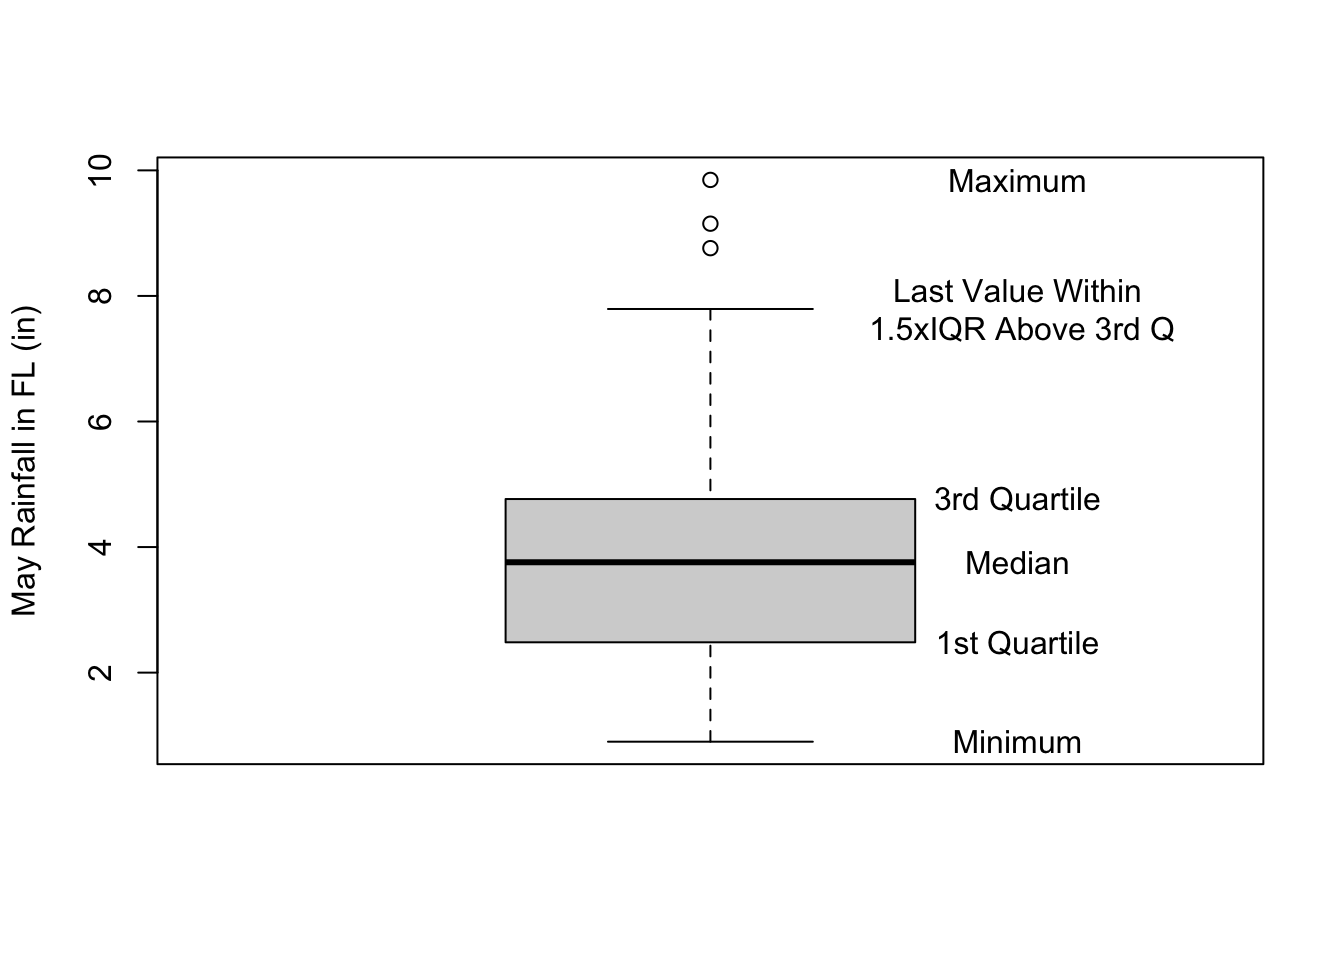 May Rainfall in FL (in)
10
8
6
4
2
Maximum
Last Value Within
1.5xIQR Above 3rd Q
3rd Quartile
Median
1st Quartile
Minimum